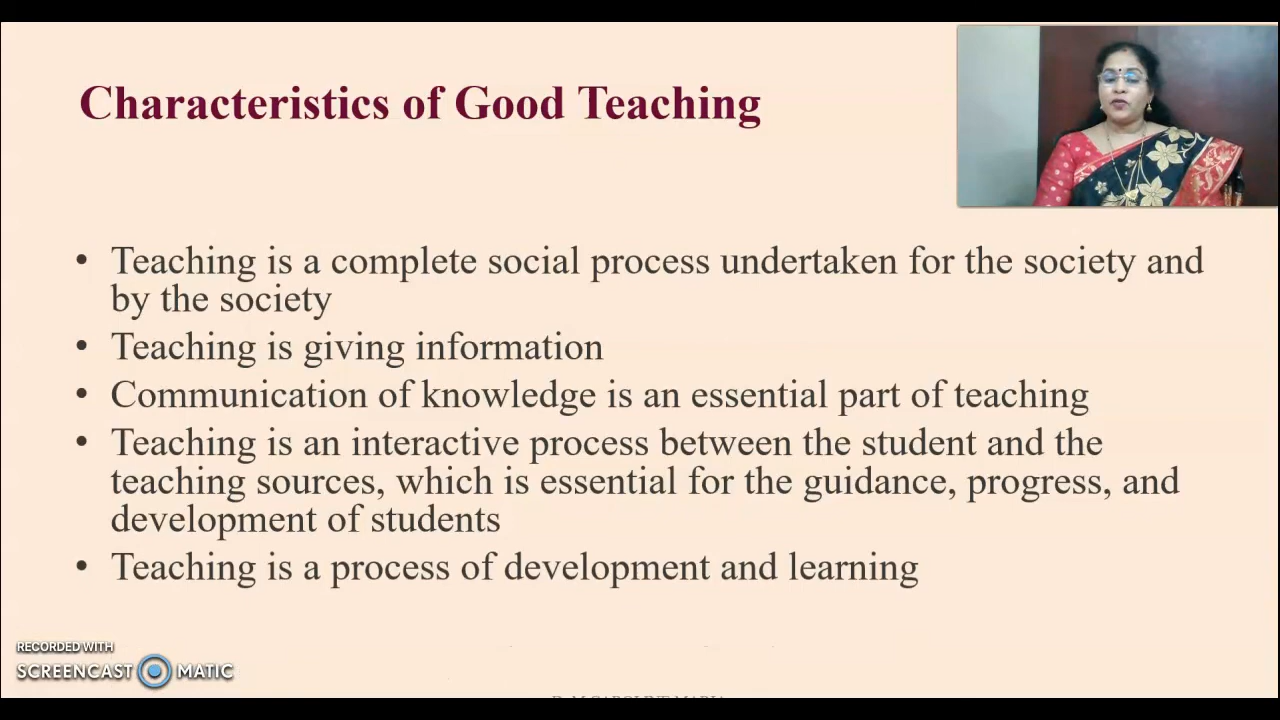 Characteristics of Good Teaching
• Teaching is a complete social process undertaken for the society and
by the society
• Teaching is giving information
• Communication of knowledge is an essential part of teaching
• Teaching is an interactive process between the student and the
teaching sources, which is essential for the guidance, progress, and
development of students
• Teaching is a process of development and learning
RECORDED WITH
SCREENCAST MATIC